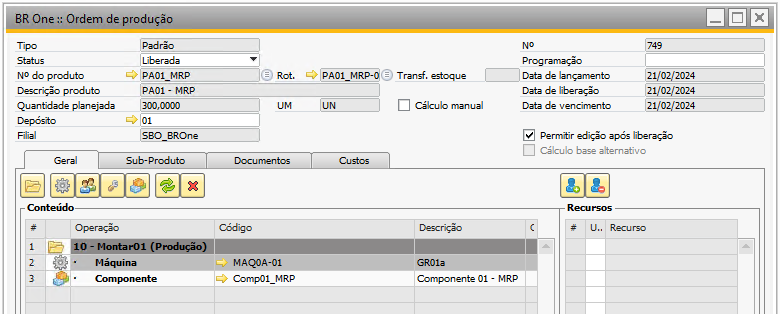 BR One :: Ordem de produção
Tipo Padrão Nº 749
Status Liberada Programação
Nº do produto PA01_MRP Rot. PA01_MRP-0 Transf. estoque Data de lançamento 21/02/2024
Descrição produto PA01 - MRP Data de liberação 21/02/2024
Quantidade planejada 300,0000 UM UN Cálculo manual Data de vencimento 21/02/2024
Depósito 01
Filial SBO_BROne Permitir edição após liberação
Cálculo base alternativo
Geral Sub-Produto Documentos Custos
Conteúdo Recursos
# Operação Código Descrição # U.. Recurso
1 10 - Montar01 (Produção)
2 · Máquina MAQ0A-01 GR01a
3 · Componente Comp01_MRP Componente 01 - MRP